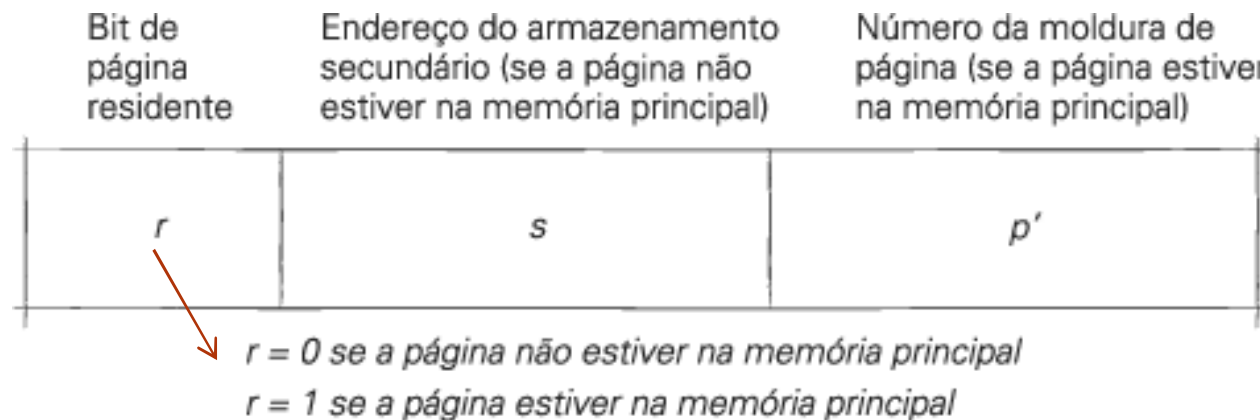 Bit de
página
residente
Endereço do armazenamento
secundário (se a página não
estiver na memória principal)
Número da moldura de
página (se a página estiver
na memória principal)
r
s
p′
r = 0 se a página não estiver na memória principal
r = 1 se a página estiver na memória principal